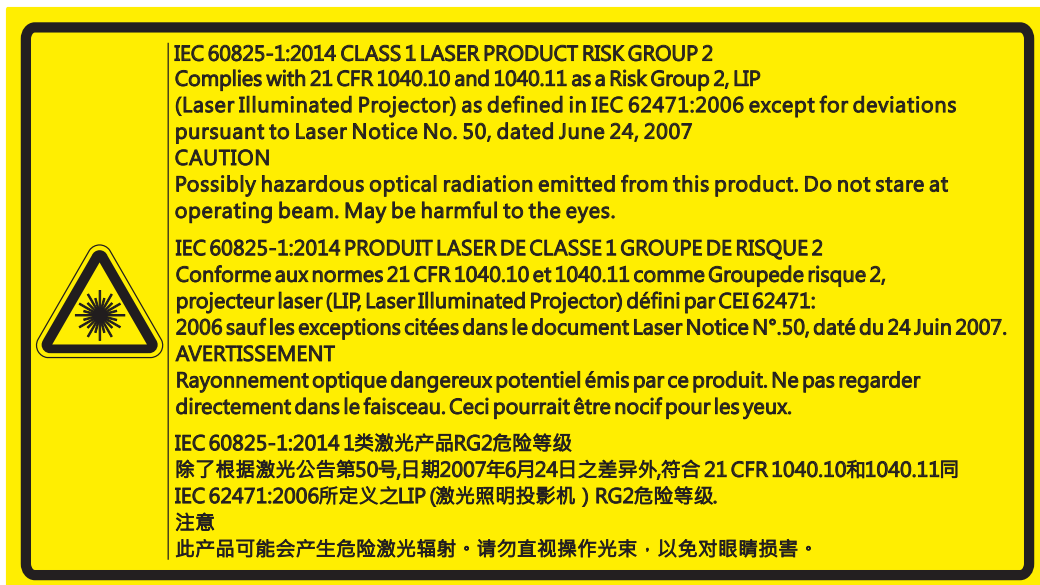 IEC 60825-1:2014 CLASS 1 LASER PRODUCT RISK GROUP 2
Complies with 21 CFR 1040.10 and 1040.11 as a Risk Group 2, LIP
(Laser Illuminated Projector) as defined in IEC 62471:2006 except for deviations
pursuant to Laser Notice No. 50, dated June 24, 2007
CAUTION
Possibly hazardous optical radiation emitted from this product. Do not stare at
operating beam. May be harmful to the eyes.
IEC 60825-1:2014 PRODUIT LASER DE CLASSE 1 GROUPE DE RISQUE 2
Conforme aux normes 21 CFR 1040.10 et 1040.11 comme Groupede risque 2,
projecteur laser (LIP, Laser Illuminated Projector) défini par CEI 62471:
2006 sauf les exceptions citées dans le document Laser Notice N°.50, daté du 24 Juin 2007.
AVERTISSEMENT
Rayonnement optique dangereux potentiel émis par ce produit. Ne pas regarder
directement dans le faisceau. Ceci pourrait être nocif pour les yeux.
IEC 60825-1:2014 1类激光产品RG2危险等级
除了根据激光公告第50号,日期2007年6月24日之差异外,符合 21 CFR 1040.10和1040.11同
IEC 62471:2006所定义之LIP (激光照明投影机 ) RG2危险等级.
注意
此产品可能会产生危险激光辐射。请勿直视操作光束，以免对眼睛损害。